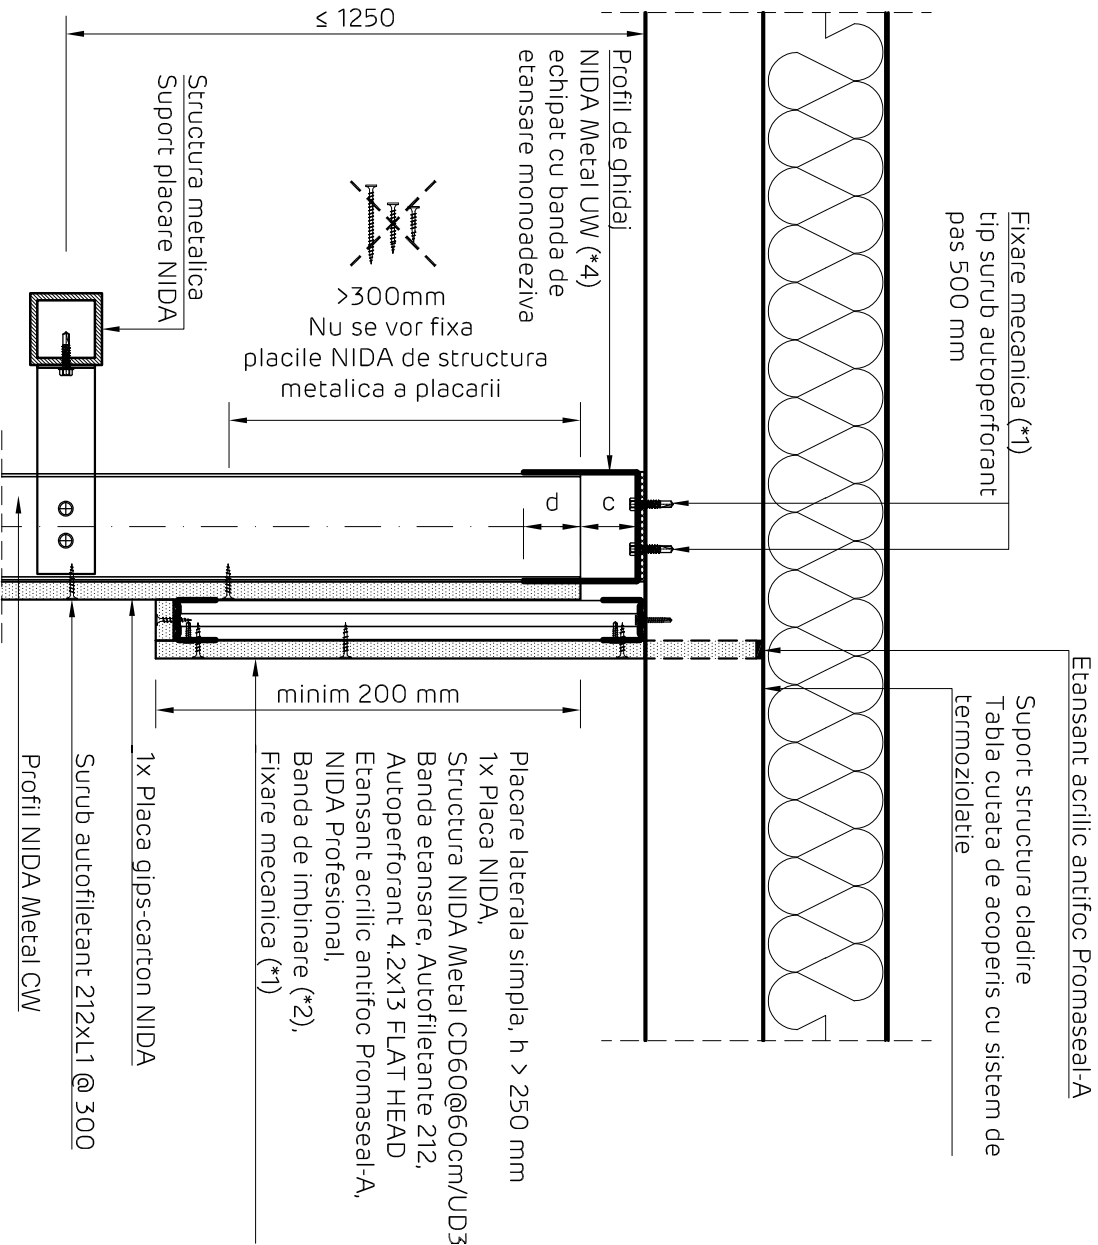 ≤ 1250
Profil de ghidaj
NIDA Metal UW (*4)
echipat cu banda de
etansare monoadeziva
Structura metalica
Suport placare NIDA
>300mm
Nu se vor fixa
placile NIDA de structura
metalica a placarii
Fixare mecanica (*1)
tip surub autoperforant
pas 500 mm
d
c
minim 200 mm
Etansant acrilic antifoc Promaseal-A
Suport structura cladire
Tabla cutata de acoperis cu sistem de
termoziolatie
Placare laterala simpla, h > 250 mm
1x Placa NIDA,
Structura NIDA Metal CD60@60cm/UD3
Banda etansare, Autofiletante 212,
Autoperforant 4.2x13 FLAT HEAD
Etansant acrilic antifoc Promaseal-A,
NIDA Profesional,
Banda de imbinare (*2),
Fixare mecanica (*1)
1x Placa gips-carton NIDA
Surub autofiletant 212xL1 @ 300
Profil NIDA Metal CW